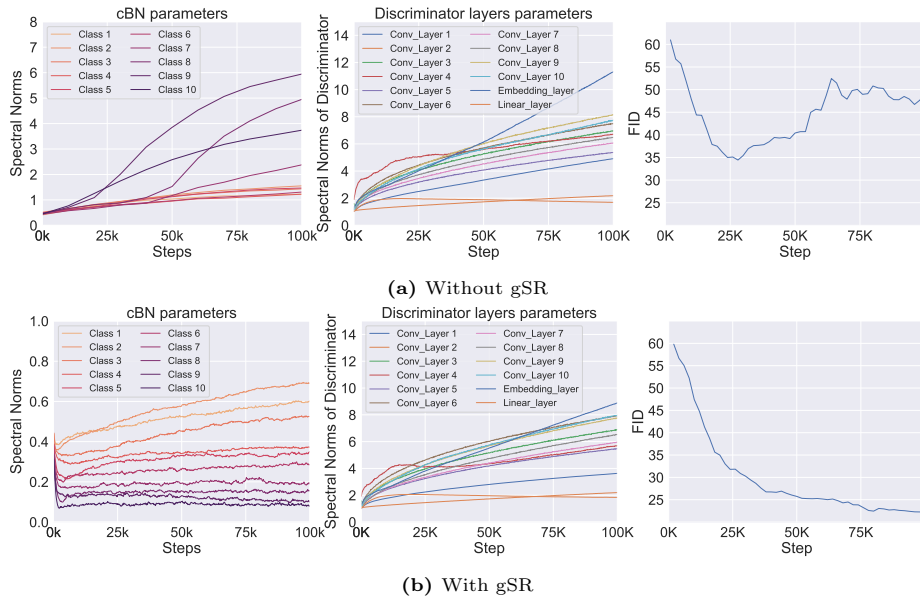 cBN parameters
Spectral Norms
8
7
6
5
4
3
2
1
0
Class 1
Class 2
Class 3
Class 4
Class 5
Class 6
Class 7
Class 8
Class 9
Class 10
0K
25k
50k
75k
100k
Steps
Discriminator layers parameters
Spectral Norms of Discriminator
14
12
10
8
6
4
2
0
Conv_Layer 1
Conv_Layer 2
Conv_Layer 3
Conv_Layer 4
Conv_Layer 5
Conv_Layer 6
Conv_Layer 7
Conv_Layer 8
Conv_Layer 9
Conv_Layer 10
Embedding_layer
Linear_layer
0K
25K
50K
75K
100K
Step
FID
60
55
50
45
40
35
30
25
0K
25K
50K
75K
Step
(a) Without gSR
cBN parameters
Spectral Norms
1.0
0.8
0.6
0.4
0.2
0.0
Class 1
Class 2
Class 3
Class 4
Class 5
Class 6
Class 7
Class 8
Class 9
Class 10
0K
25k
50k
75k
100k
Steps
Discriminator layers parameters
Spectral Norms of Discriminator
14
12
10
8
6
4
2
0
Conv_Layer 1
Conv_Layer 2
Conv_Layer 3
Conv_Layer 4
Conv_Layer 5
Conv_Layer 6
Conv_Layer 7
Conv_Layer 8
Conv_Layer 9
Conv_Layer 10
Embedding_layer
Linear_layer
0K
25K
50K
75K
100K
Step
FID
60
55
50
45
40
35
30
25
0K
25K
50K
75K
Step
(b) With gSR